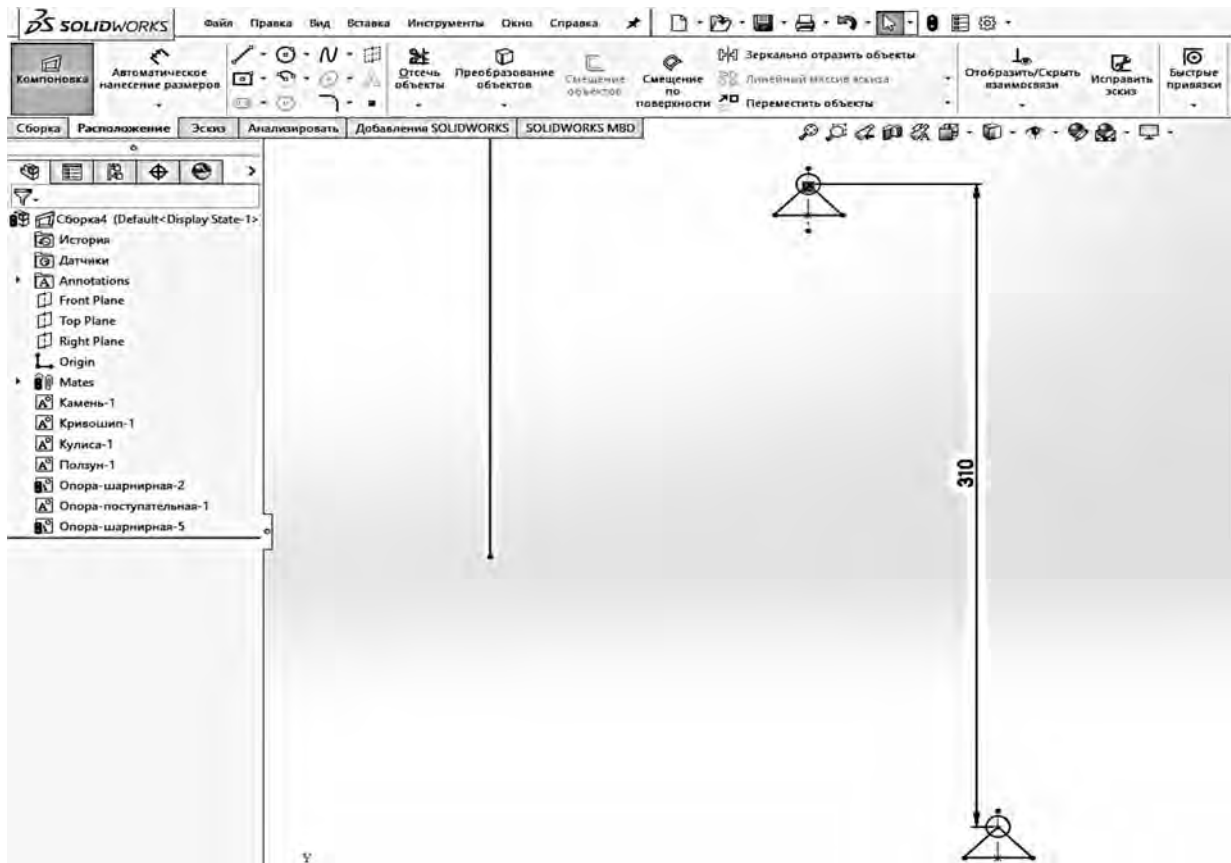 SOLIDWORKS Файл Правка Вид Вставка Инструменты Окно Справка
Компоновка
Автоматическое нанесение размеров
Отсечь объекты
Преобразование объектов
Смещение объектов
Смещение по поверхности
Зеркально отразить объекты
Линейный массив эскиза
Переместить объекты
Отобразить/Скрыть взаимосвязи
Исправить эскиз
Быстрые привязки
Сборка Расположение Эскиз Анализировать Добавления SOLIDWORKS SOLIDWORKS MBD
Сборка4 (Default<Display State-1>
История
Датчики
Annotations
Front Plane
Top Plane
Right Plane
Origin
Mates
Камень-1
Кривошип-1
Кулиса-1
Ползун-1
Опора-шарнирная-2
Опора-поступательная-1
Опора-шарнирная-5
310
Y